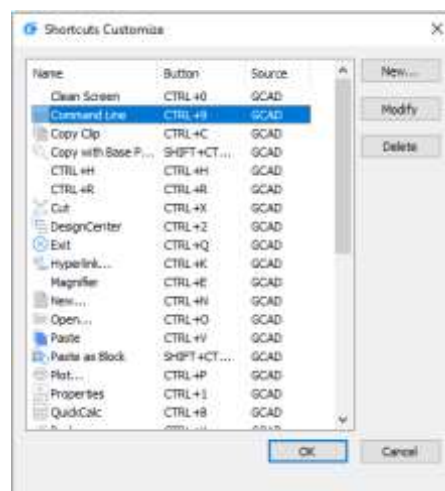 Shortcuts Customize
Name Button Source
New...
Clean Screen CTRL+0 GCAD
Command Line CTRL+9 GCAD
Modify
Copy Clip CTRL+C GCAD
Copy with Base P... SHIFT+CT... GCAD
Delete
CTRL+H CTRL+H GCAD
CTRL+R CTRL+R GCAD
Cut CTRL+X GCAD
DesignCenter CTRL+2 GCAD
Exit CTRL+Q GCAD
Hyperlink... CTRL+K GCAD
Magnifier CTRL+E GCAD
New... CTRL+N GCAD
Open... CTRL+O GCAD
Paste CTRL+V GCAD
Paste as Block SHIFT+CT... GCAD
Plot... CTRL+P GCAD
Properties CTRL+1 GCAD
QuickCalc CTRL+8 GCAD
OK Cancel